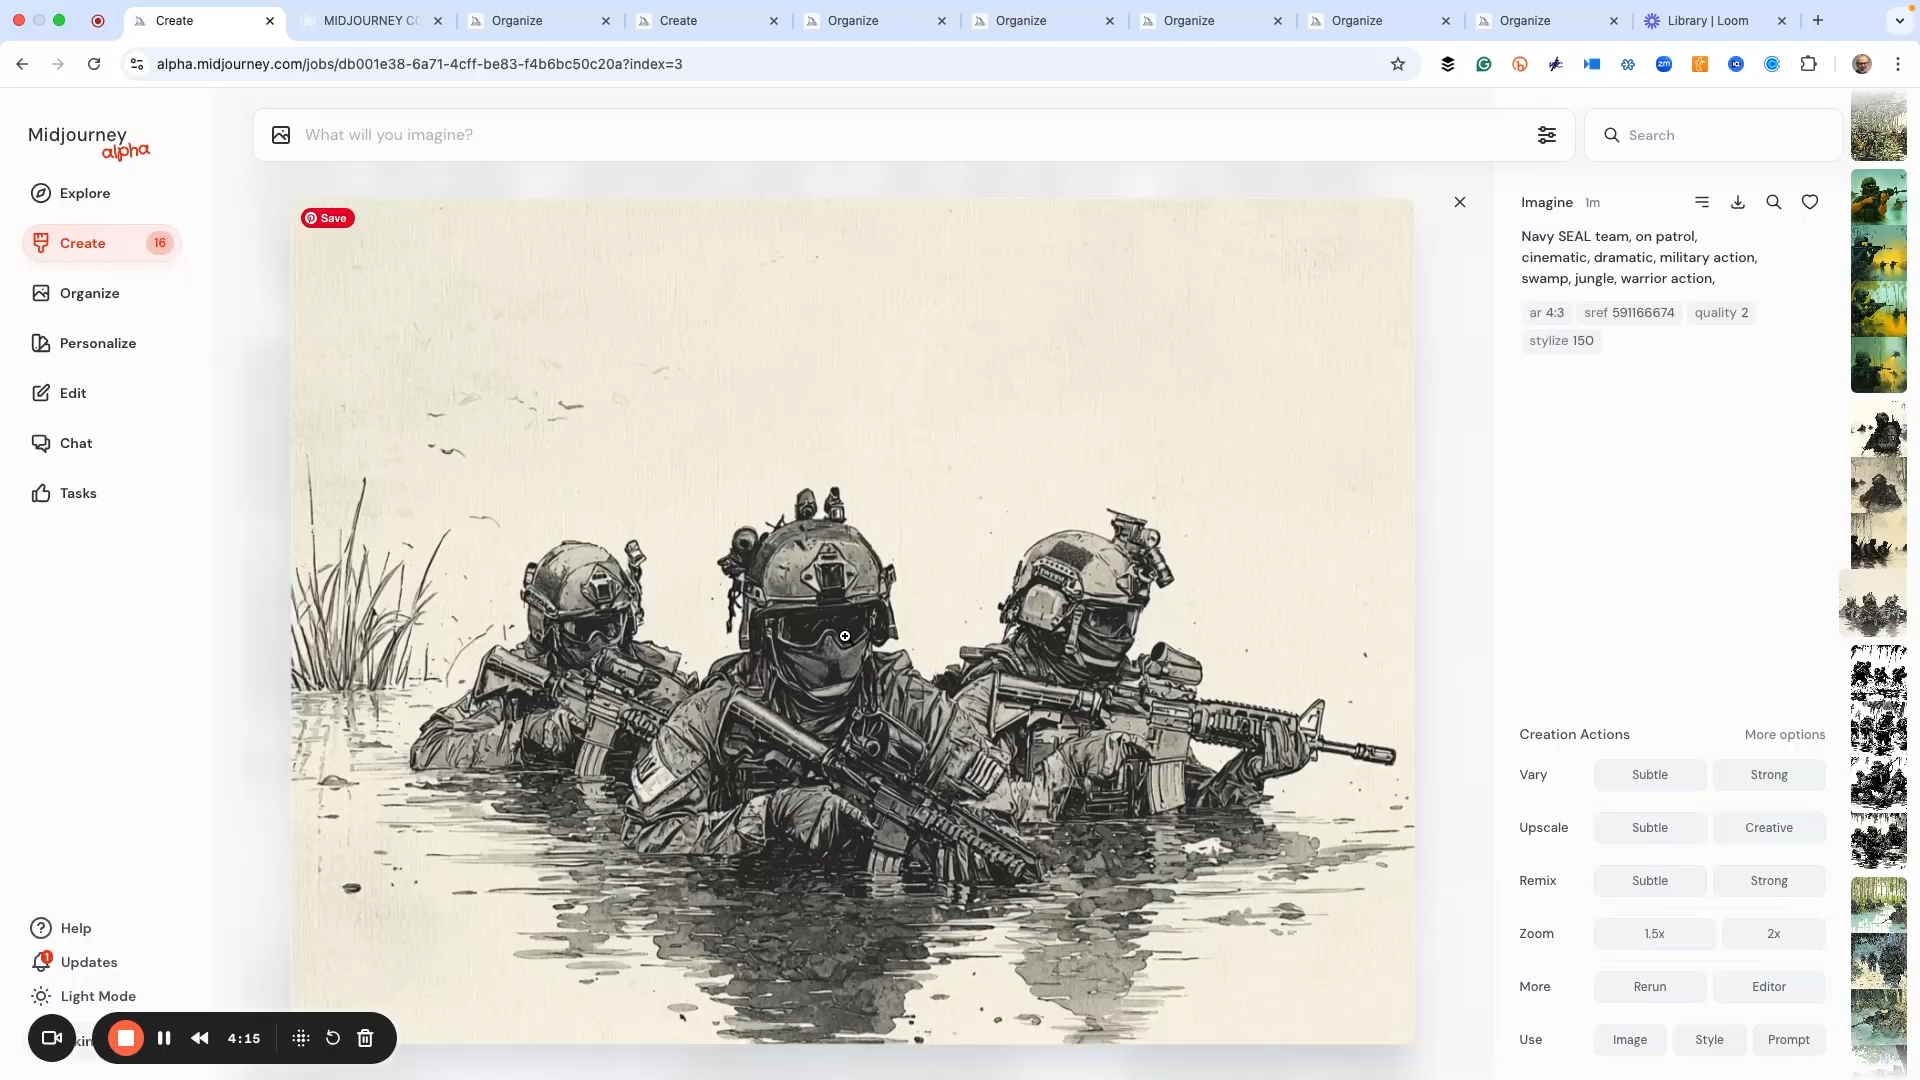 Create
MIDJOURNEY CO
Organize
Create
Organize
Organize
Organize
Organize
Organize
Library | Loom
alpha.midjourney.com/jobs/db001e38-6a71-4cff-be83-f4b6bc50c20a?index=3
Midjourney
alpha
What will you imagine?
Search
Explore
Create 16
Organize
Personalize
Edit
Chat
Tasks
Help
1
Updates
Light Mode
4:15
Save
Imagine 1m
Navy SEAL team, on patrol,
cinematic, dramatic, military action,
swamp, jungle, warrior action,
ar 4:3 sref 591166674 quality 2
stylize 150
Creation Actions More options
Vary Subtle Strong
Upscale Subtle Creative
Remix Subtle Strong
Zoom 1.5x 2x
More Rerun Editor
Use Image Style Prompt